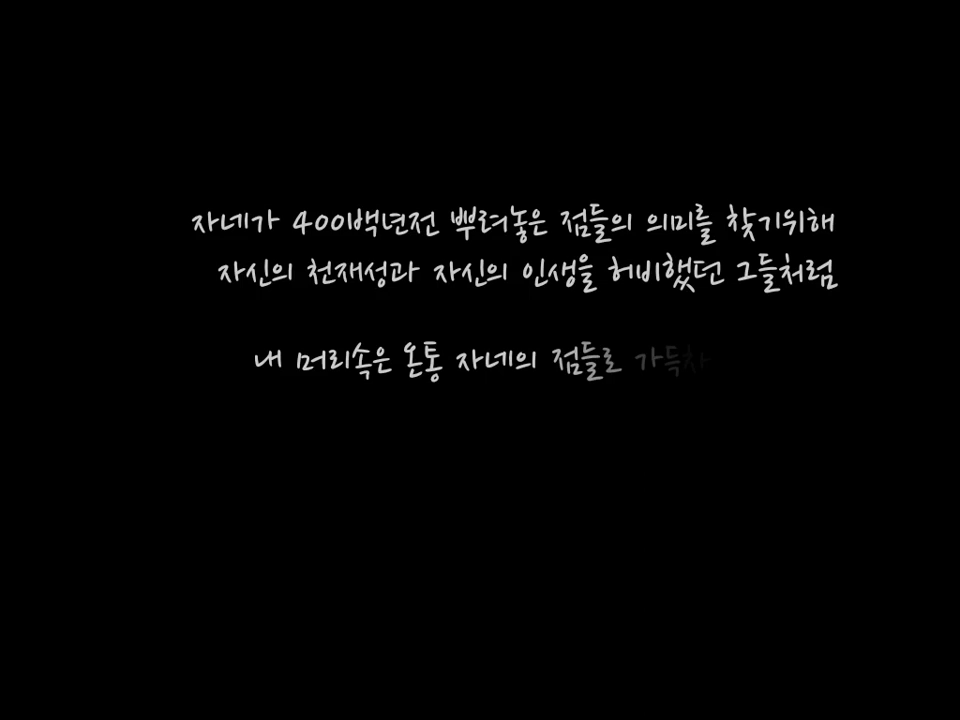 자네가 400백년전 뿌려놓은 점들의 의미를 찾기위해
자신의 천재성과 자신의 인생을 허비했던 그들처럼
내 머리속은 온통 자네의 점들로 가득차